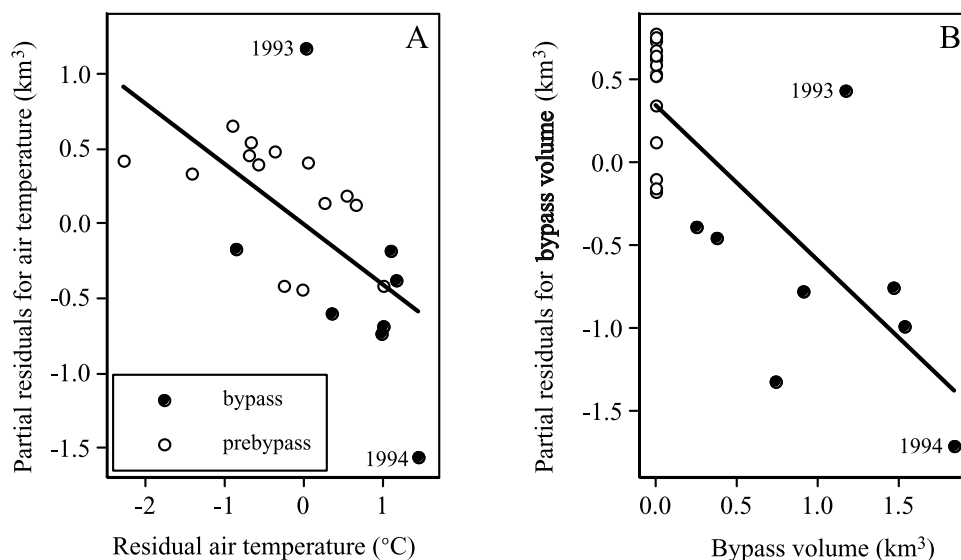 A
1993
1.0
0.5
0.0
-0.5
-1.0
-1.5
Partial residuals for air temperature (km³)
bypass
prebypass
1994
-2
-1
0
1
Residual air temperature (°C)
B
1993
0.5
0.0
-0.5
-1.0
-1.5
Partial residuals for bypass volume (km³)
1994
0.0
0.5
1.0
1.5
Bypass volume (km³)